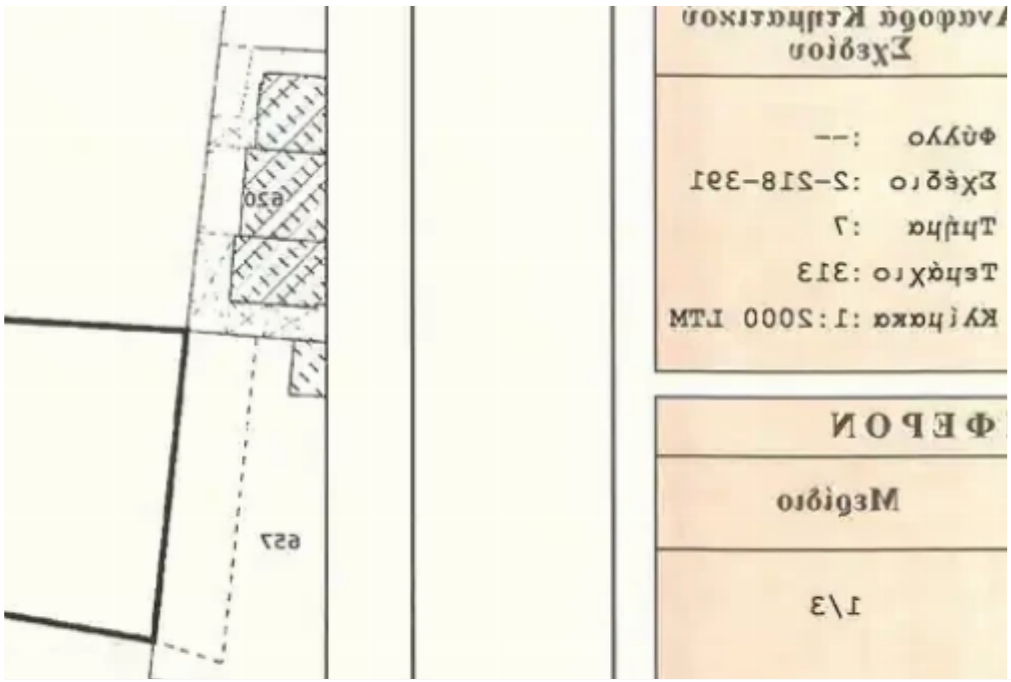 Αναφορά Κτηματικού
Σχεδίου
Φύλλο :--
Σχέδιο :2-218-391
Τμήμα :7
Τεμάχιο :313
Κλίμακα :1:2000 LTM
ΦΕΡΟΝ
Μερίδιο
1/3
620
657